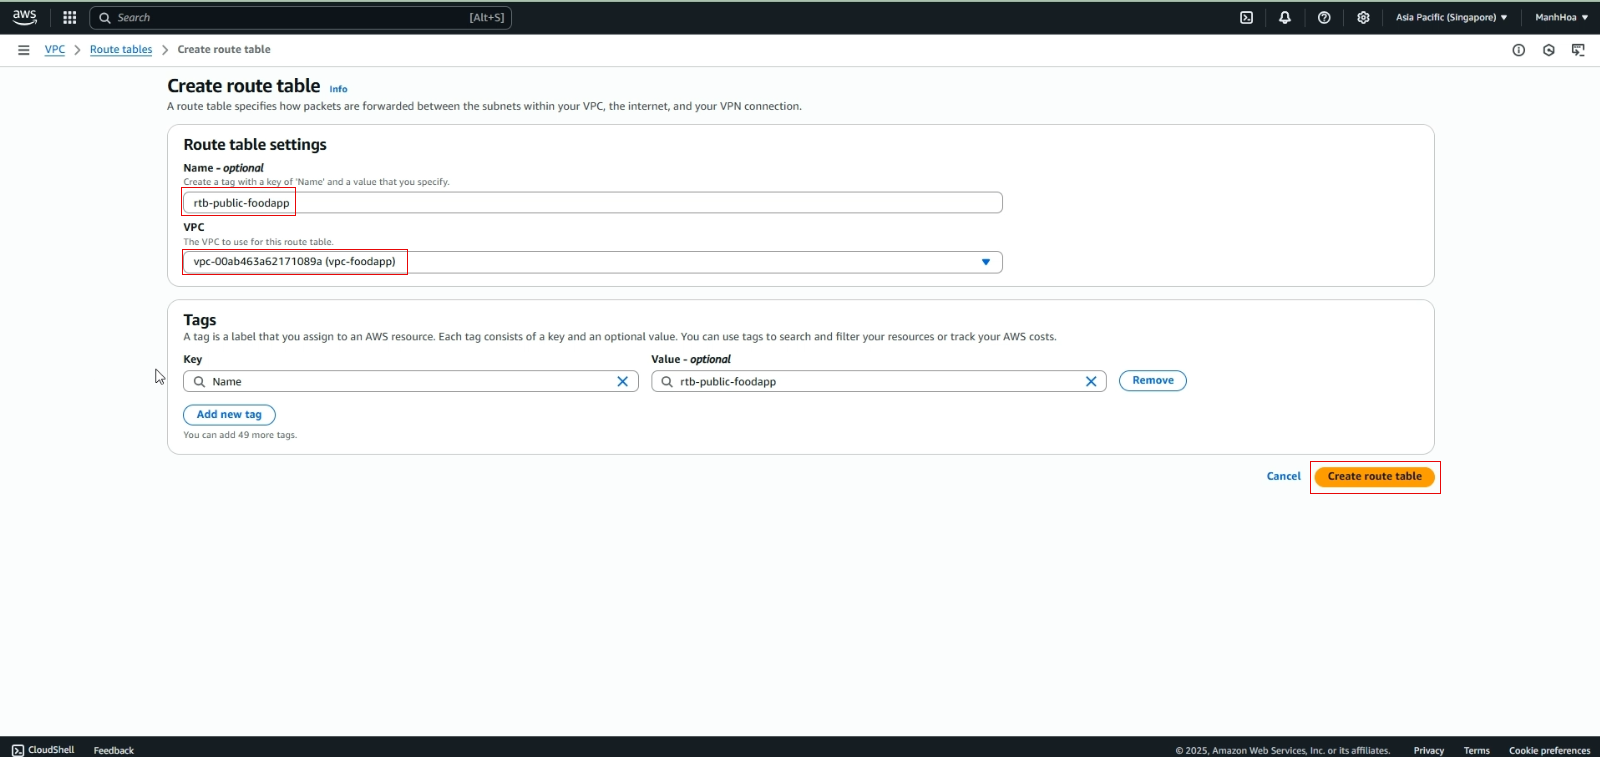 aws Search [Alt+S] Asia Pacific (Singapore) ManhHoa
VPC Route tables Create route table
Create route table Info
A route table specifies how packets are forwarded between the subnets within your VPC, the internet, and your VPN connection.
Route table settings
Name - optional
Create a tag with a key of 'Name' and a value that you specify.
rtb-public-foodapp
VPC
The VPC to use for this route table.
vpc-00ab463a62171089a (vpc-foodapp)
Tags
A tag is a label that you assign to an AWS resource. Each tag consists of a key and an optional value. You can use tags to search and filter your resources or track your AWS costs.
Key Value - optional
Name rtb-public-foodapp Remove
Add new tag
You can add 49 more tags.
Cancel Create route table
CloudShell Feedback © 2025, Amazon Web Services, Inc. or its affiliates. Privacy Terms Cookie preferences